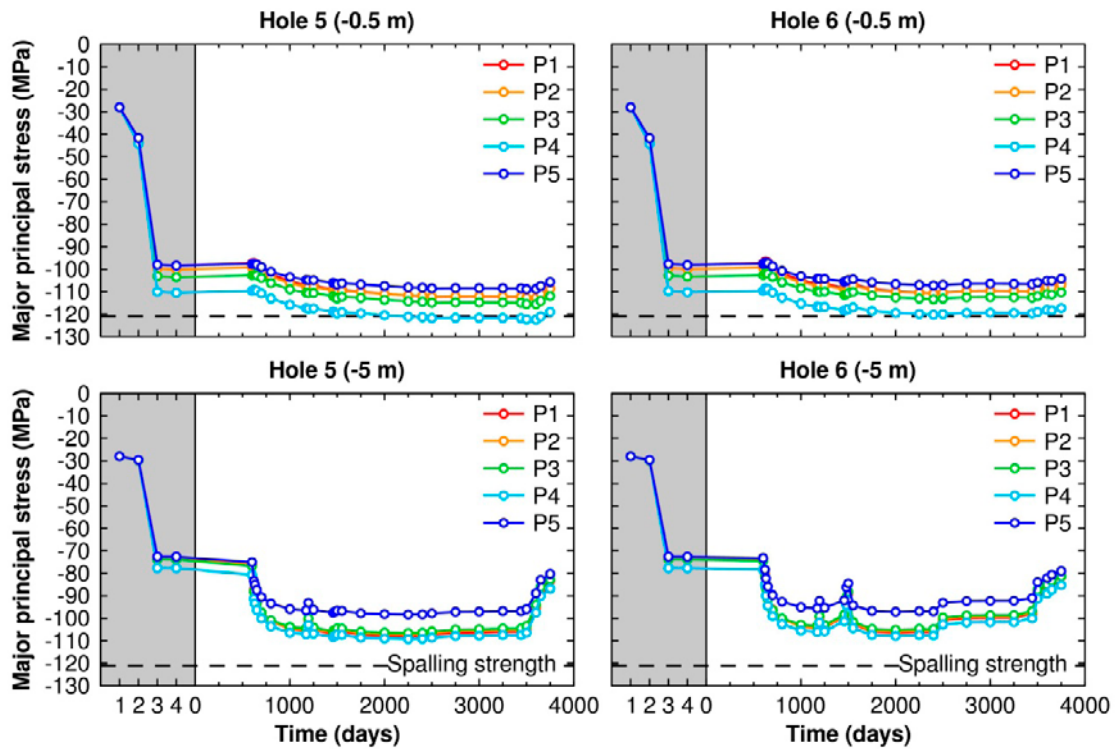 Hole 5 (-0.5 m)
Hole 6 (-0.5 m)
Major principal stress (MPa)
0
-10
-20
-30
-40
-50
-60
-70
-80
-90
-100
-110
-120
-130
P1
P2
P3
P4
P5
P1
P2
P3
P4
P5
Hole 5 (-5 m)
Hole 6 (-5 m)
Major principal stress (MPa)
0
-10
-20
-30
-40
-50
-60
-70
-80
-90
-100
-110
-120
-130
P1
P2
P3
P4
P5
Spalling strength
P1
P2
P3
P4
P5
Spalling strength
1 2 3 4 0 1000 2000 3000 4000
1 2 3 4 0 1000 2000 3000 4000
Time (days)
Time (days)